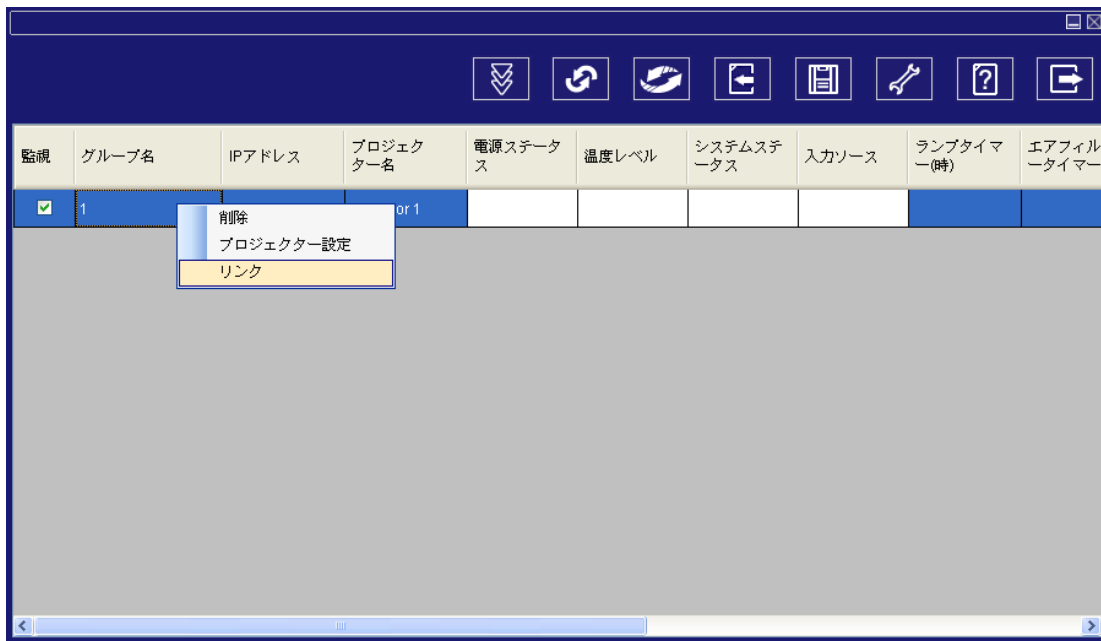 監視 グループ名 IPアドレス プロジェク 電源ステータ 温度レベル システムステ 入力ソース ランプタイマ エアフィル
ター名 ス ータス ー(時) ータイマー
1 or 1
削除
プロジェクター設定
リンク